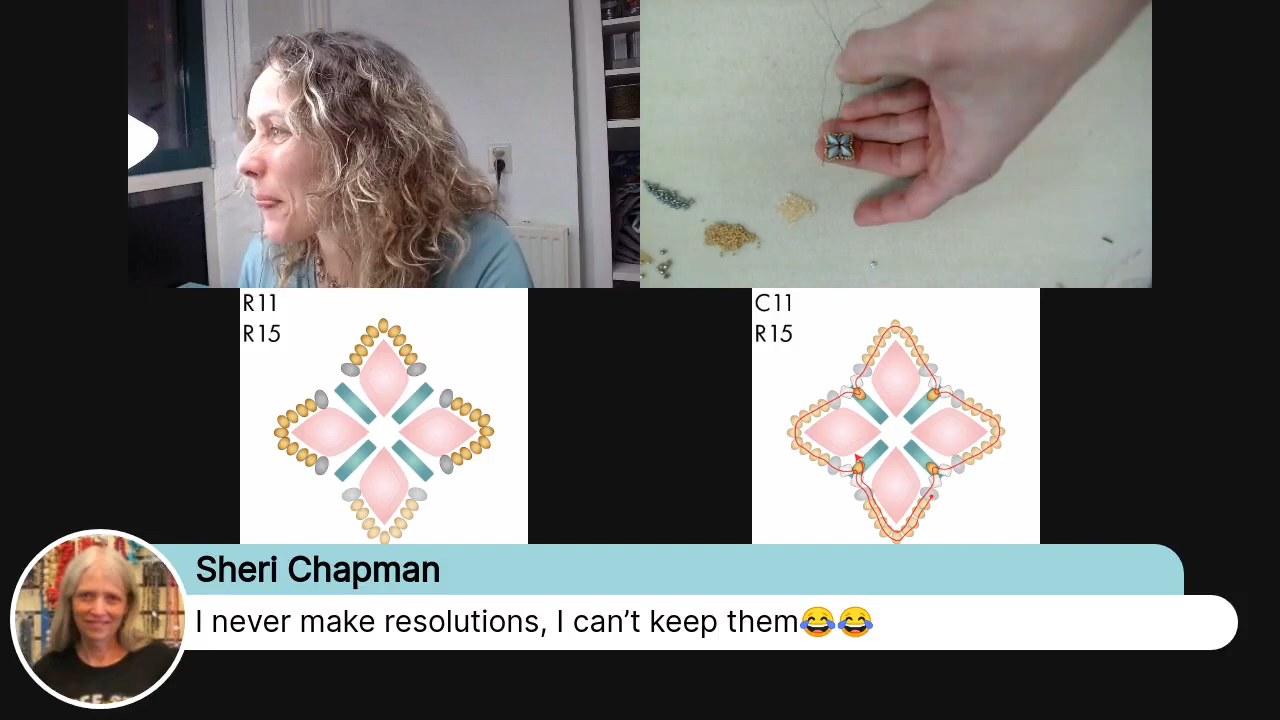 R11
R15
C11
R15
Sheri Chapman
I never make resolutions, I can’t keep them😂😂